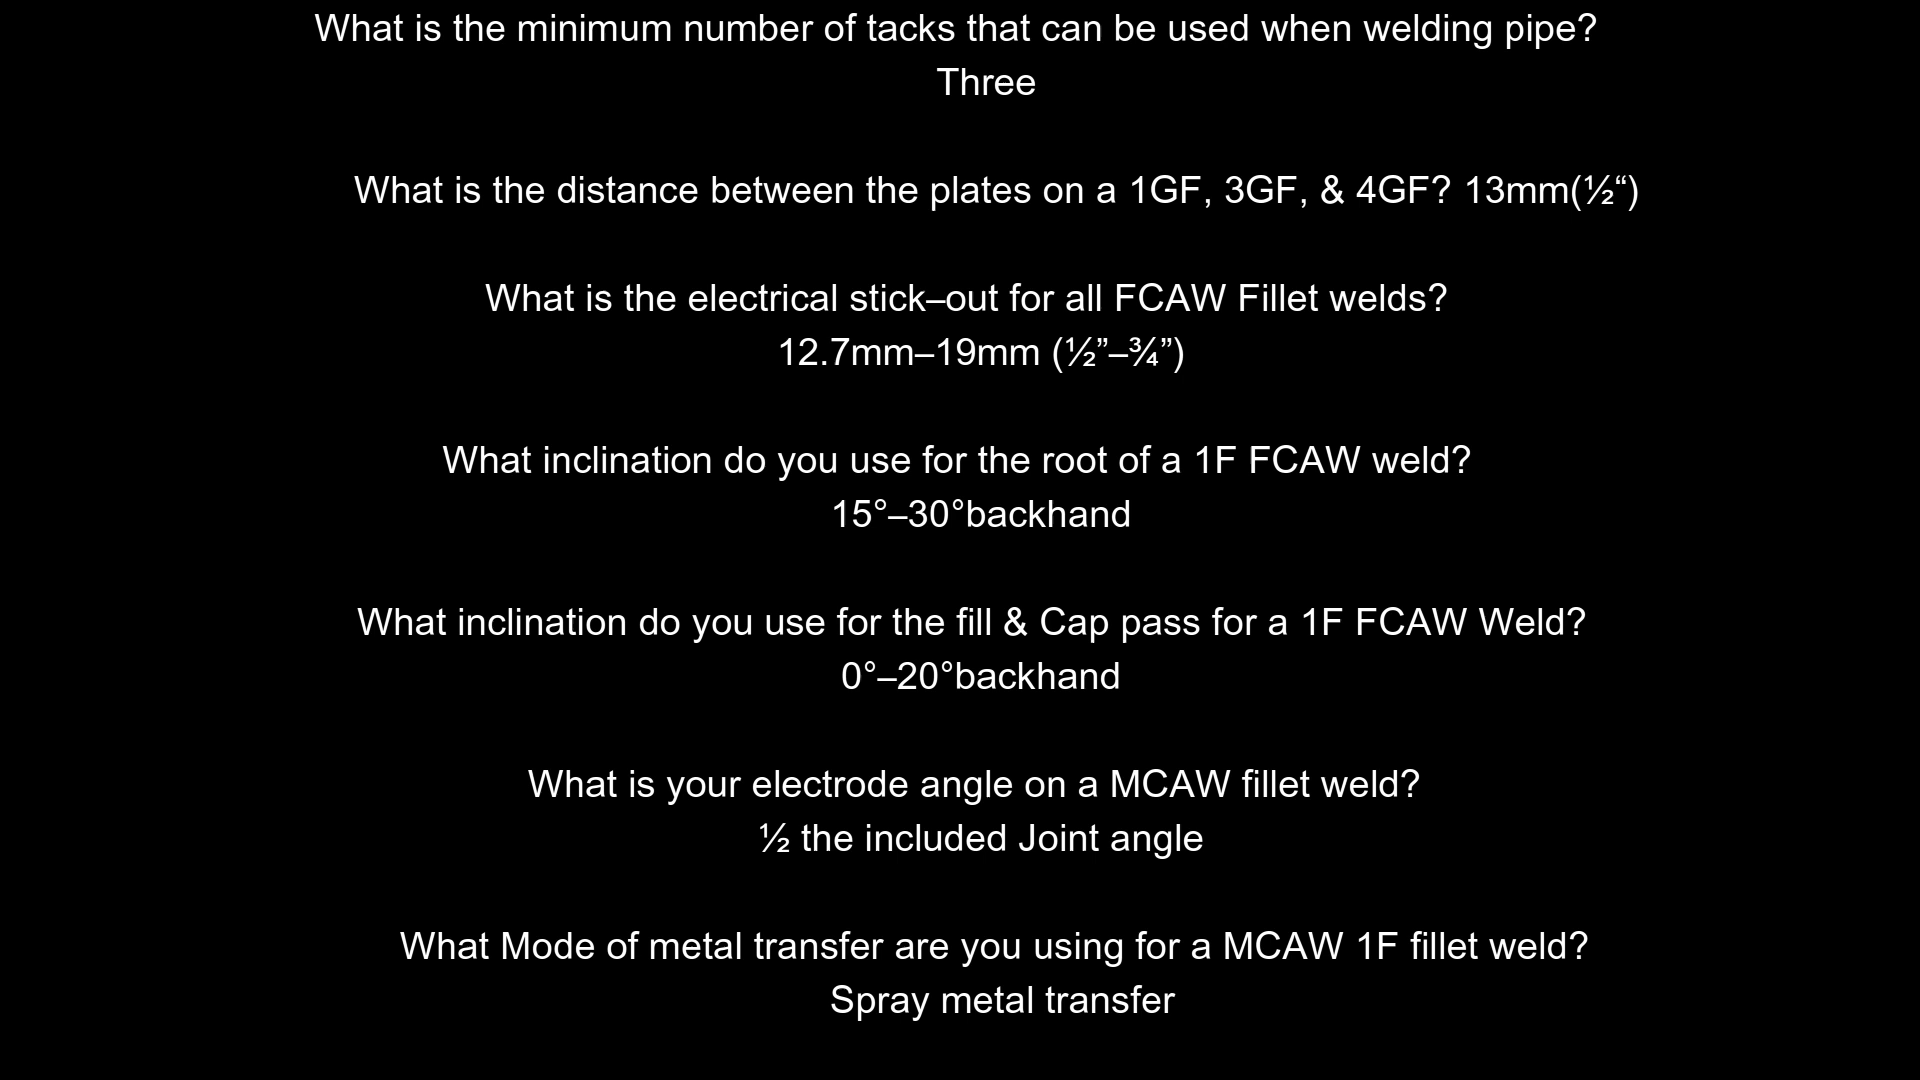 What is the minimum number of tacks that can be used when welding pipe?
Three
What is the distance between the plates on a 1GF, 3GF, & 4GF? 13mm(½“)
What is the electrical stick–out for all FCAW Fillet welds?
12.7mm–19mm (½”–¾”)
What inclination do you use for the root of a 1F FCAW weld?
15°–30°backhand
What inclination do you use for the fill & Cap pass for a 1F FCAW Weld?
0°–20°backhand
What is your electrode angle on a MCAW fillet weld?
½ the included Joint angle
What Mode of metal transfer are you using for a MCAW 1F fillet weld?
Spray metal transfer